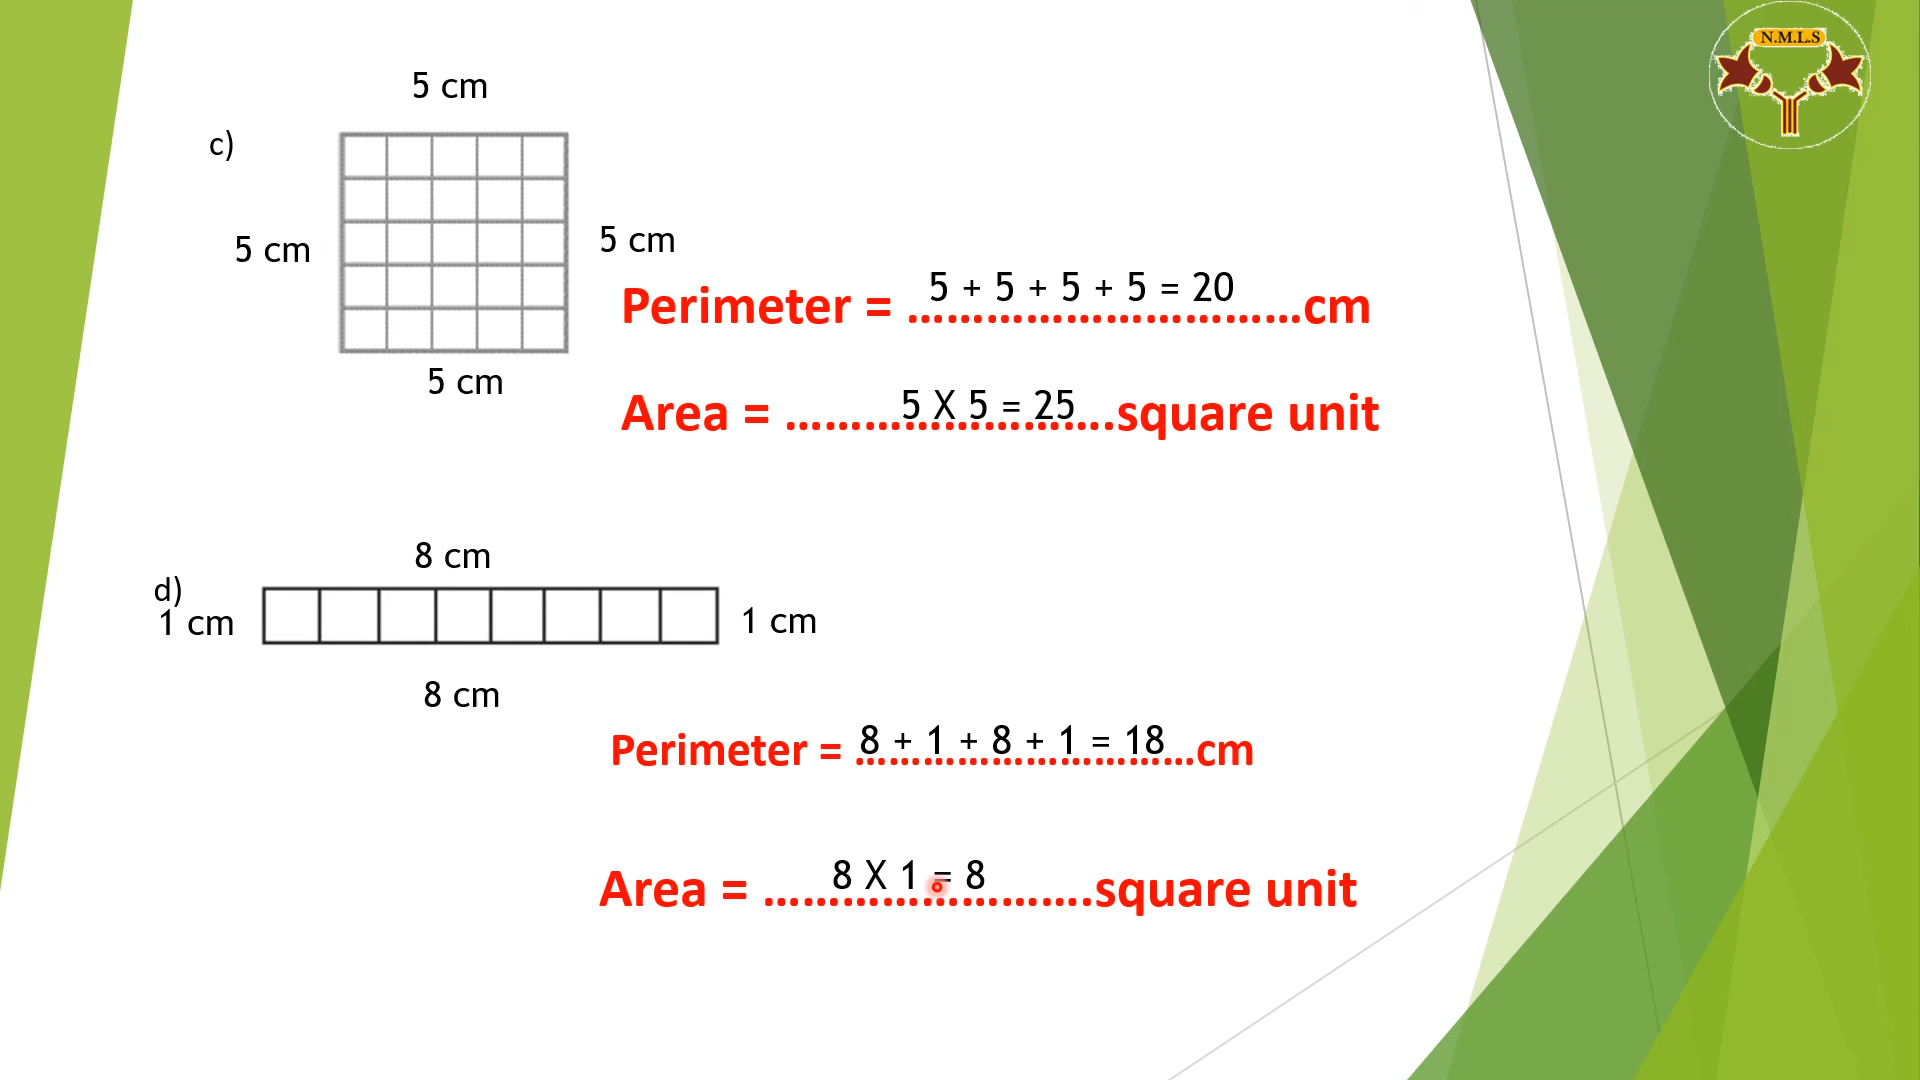 N.M.L.S
5 cm
c)
5 cm
5 cm
5 cm
Perimeter = ..............................cm
5 + 5 + 5 + 5 = 20
Area = .........................square unit
5 X 5 = 25
8 cm
d)
1 cm
1 cm
8 cm
Perimeter = ..............................cm
8 + 1 + 8 + 1 = 18
Area = .........................square unit
8 X 1 = 8